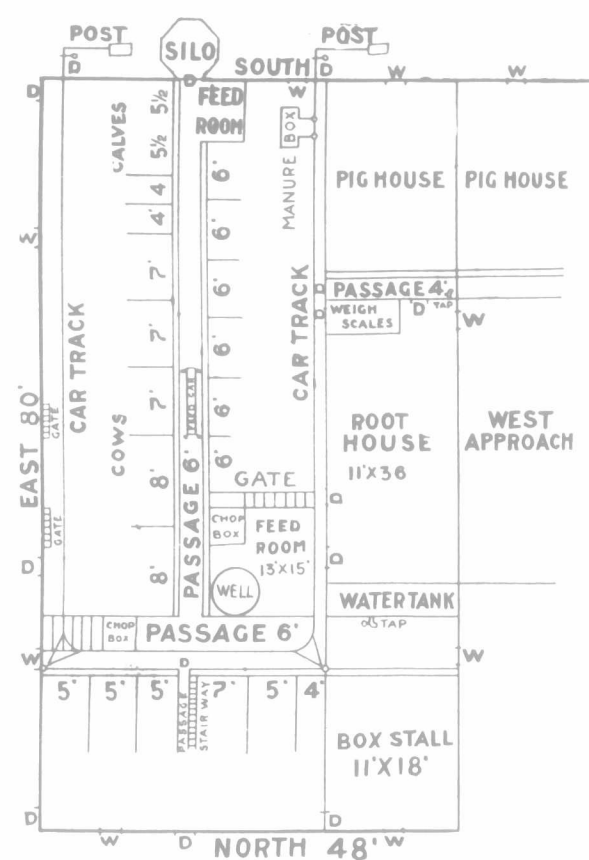 POST
POST
SILO
D
D
SOUTH
W
W
D
D
W
FEED
ROOM
CALVES
5½
5½
4
4'
7'
7'
7'
8'
8'
COWS
6'
6'
6'
6'
6'
6'
BOX
MANURE
PIG HOUSE
PIG HOUSE
W
D
PASSAGE 4'
'D' TAP
D
WEIGH
SCALES
W
CAR TRACK
CAR TRACK
EAST 80'
GATE
GATE
FEED CAR
PASSAGE 6'
ROOT
HOUSE
11'X36
WEST
APPROACH
GATE
D
CHOP
BOX
FEED
ROOM
13'X15'
D
D
WELL
WATER TANK
TAP
CHOP
BOX
PASSAGE 6'
W
D
W
5'
5'
5'
7'
5'
4'
PASSAGE
STAIR WAY
BOX STALL
11'X18'
D
D
W
D
W
NORTH 48'